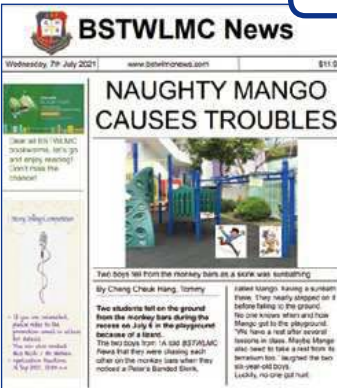 BSTWLMC News
Wednesday, 7th July 2021
www.bstwlmcnews.com
$11.0
NAUGHTY MANGO
CAUSES TROUBLES
Dear all BSTWLMC
bookworms, let's go
and enjoy reading!
Don't miss the
chance!
Story Telling Competition
Two boys fell from the monkey bars as a skink was sunbathing
By Cheng Cheuk Hang, Tommy
Two students fell on the ground
from the monkey bars during the
recess on July 6 in the playground
because of a lizard.
The two boys from 1A told BSTWLMC
News that they were chasing each
other on the monkey bars when they
noticed a Peter's Banded Skink,
called Mango, having a sunbath
there. They nearly stepped on it
before falling to the ground.
No one knows when and how
Mango got to the playground.
"We have a rest after several
lessons in class. Maybe Mango
also need to take a rest from its
terrarium too." laughed the two
six-year-old boys.
Luckily, no one got hurt.